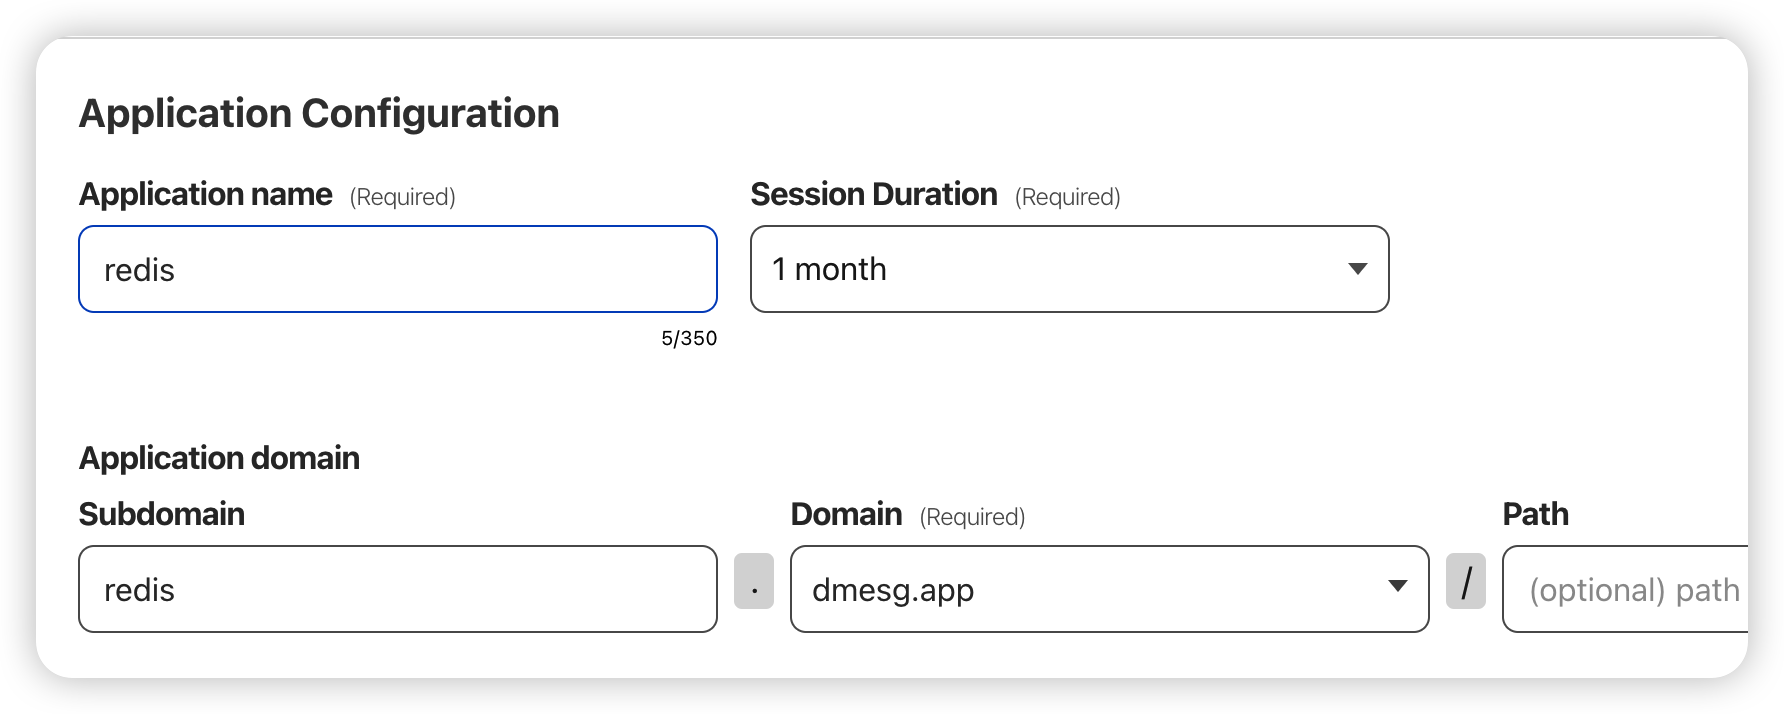 Application Configuration
Application name (Required)
Session Duration (Required)
redis
1 month
5/350
Application domain
Subdomain
Domain (Required)
Path
redis
.
dmesg.app
/
(optional) path